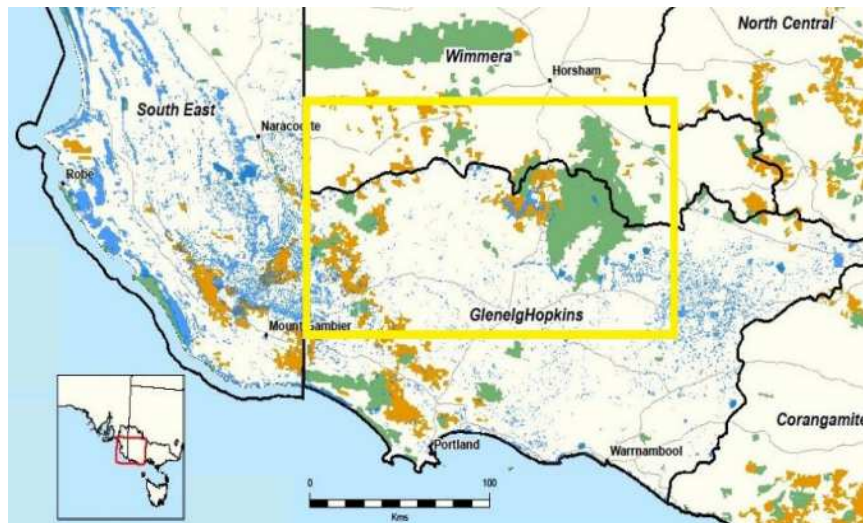 North Central
Wimmera
Horsham
South East
Naracoorte
Robe
GlenelgHopkins
Mount Gambier
Corangamite
Portland
Warrnambool
0
100
Kms